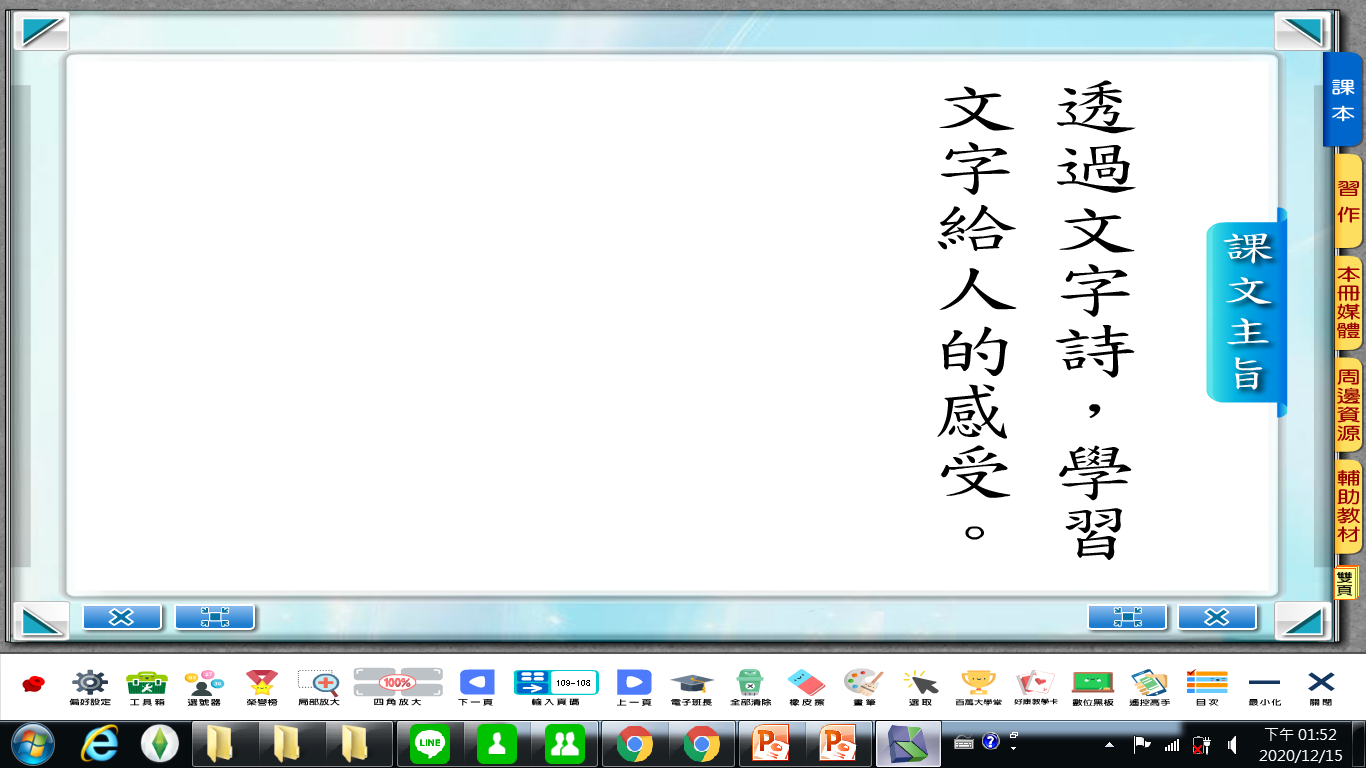 課文主旨
透過文字詩，學習
文字給人的感受。
課本
習作
本冊媒體
周邊資源
輔助教材
雙頁
偏好設定
工具箱
選號器
榮譽榜
局部放大
100%
四角放大
下一頁
109-108
輸入頁碼
上一頁
電子班長
全部清除
橡皮擦
畫筆
選取
百萬大學堂
好康教學卡
數位黑板
遙控高手
目次
最小化
關閉
LINE
下午 01:52
2020/12/15